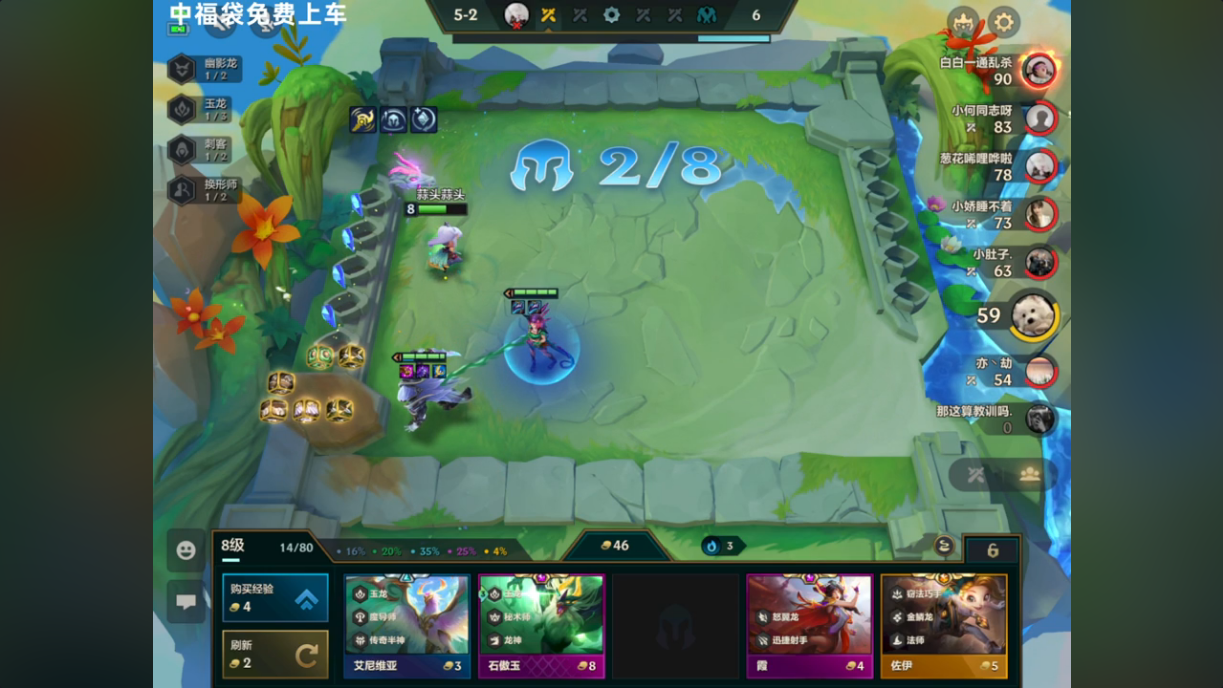 中福袋免费上车
5-2
6
幽影龙
1/2
玉龙
1/3
刺客
1/2
换形师
1/2
2/8
蒜头蒜头
8
白白一通乱杀
90
小何同志呀
83
葱花唏哩哗啦
78
小娇睡不着
73
小肚子.
63
59
亦丶劫
54
那这算教训吗.
0
8级
14/80
16%
20%
35%
25%
4%
46
3
6
购买经验
4
刷新
2
玉龙
魔导师
传奇半神
艾尼维亚
3
秘术师
龙神
石傲玉
8
怒翼龙
迅捷射手
霞
4
窃法巧手
金鳞龙
法师
佐伊
5